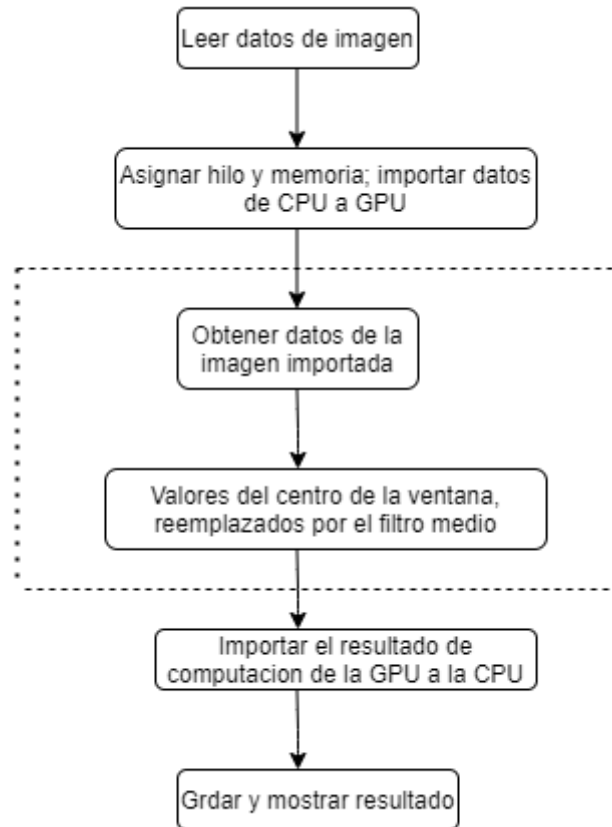 Leer datos de imagen
Asignar hilo y memoria; importar datos
de CPU a GPU
Obtener datos de la
imagen importada
Valores del centro de la ventana,
reemplazados por el filtro medio
Importar el resultado de
computacion de la GPU a la CPU
Grdar y mostrar resultado